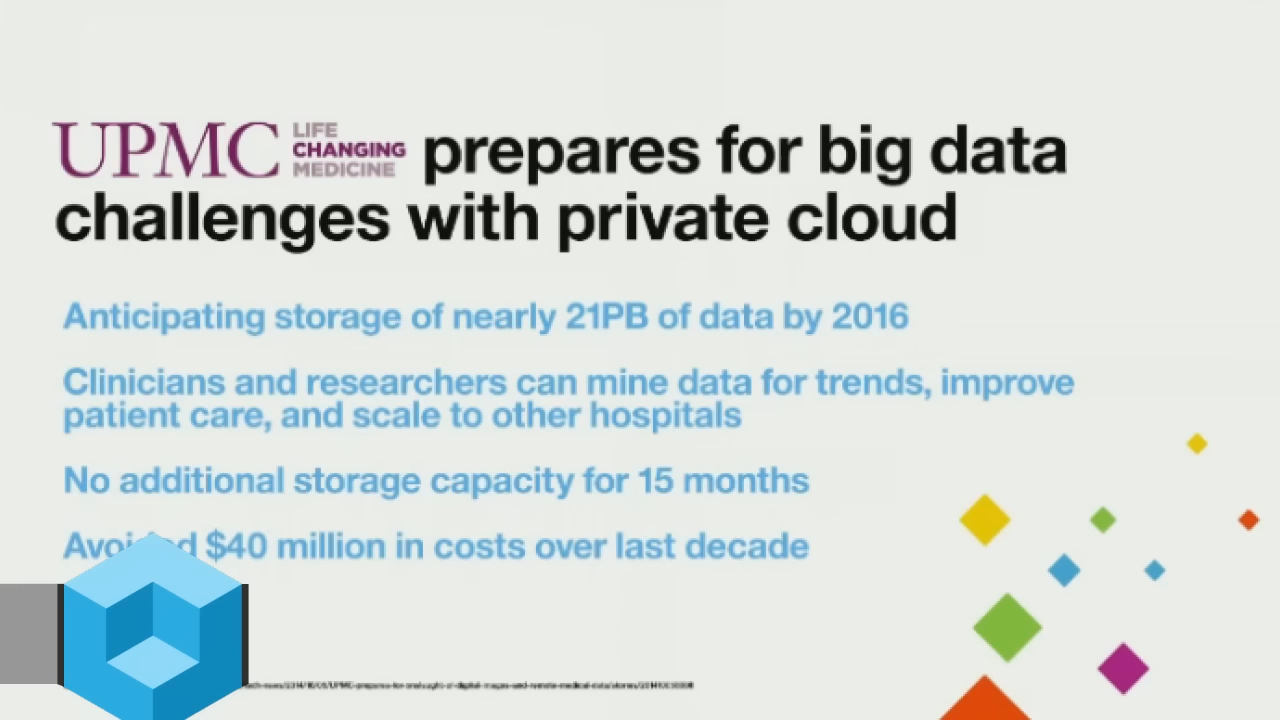 UPMC LIFE CHANGING MEDICINE prepares for big data
challenges with private cloud
Anticipating storage of nearly 21PB of data by 2016
Clinicians and researchers can mine data for trends, improve
patient care, and scale to other hospitals
No additional storage capacity for 15 months
$40 million in costs over last decade